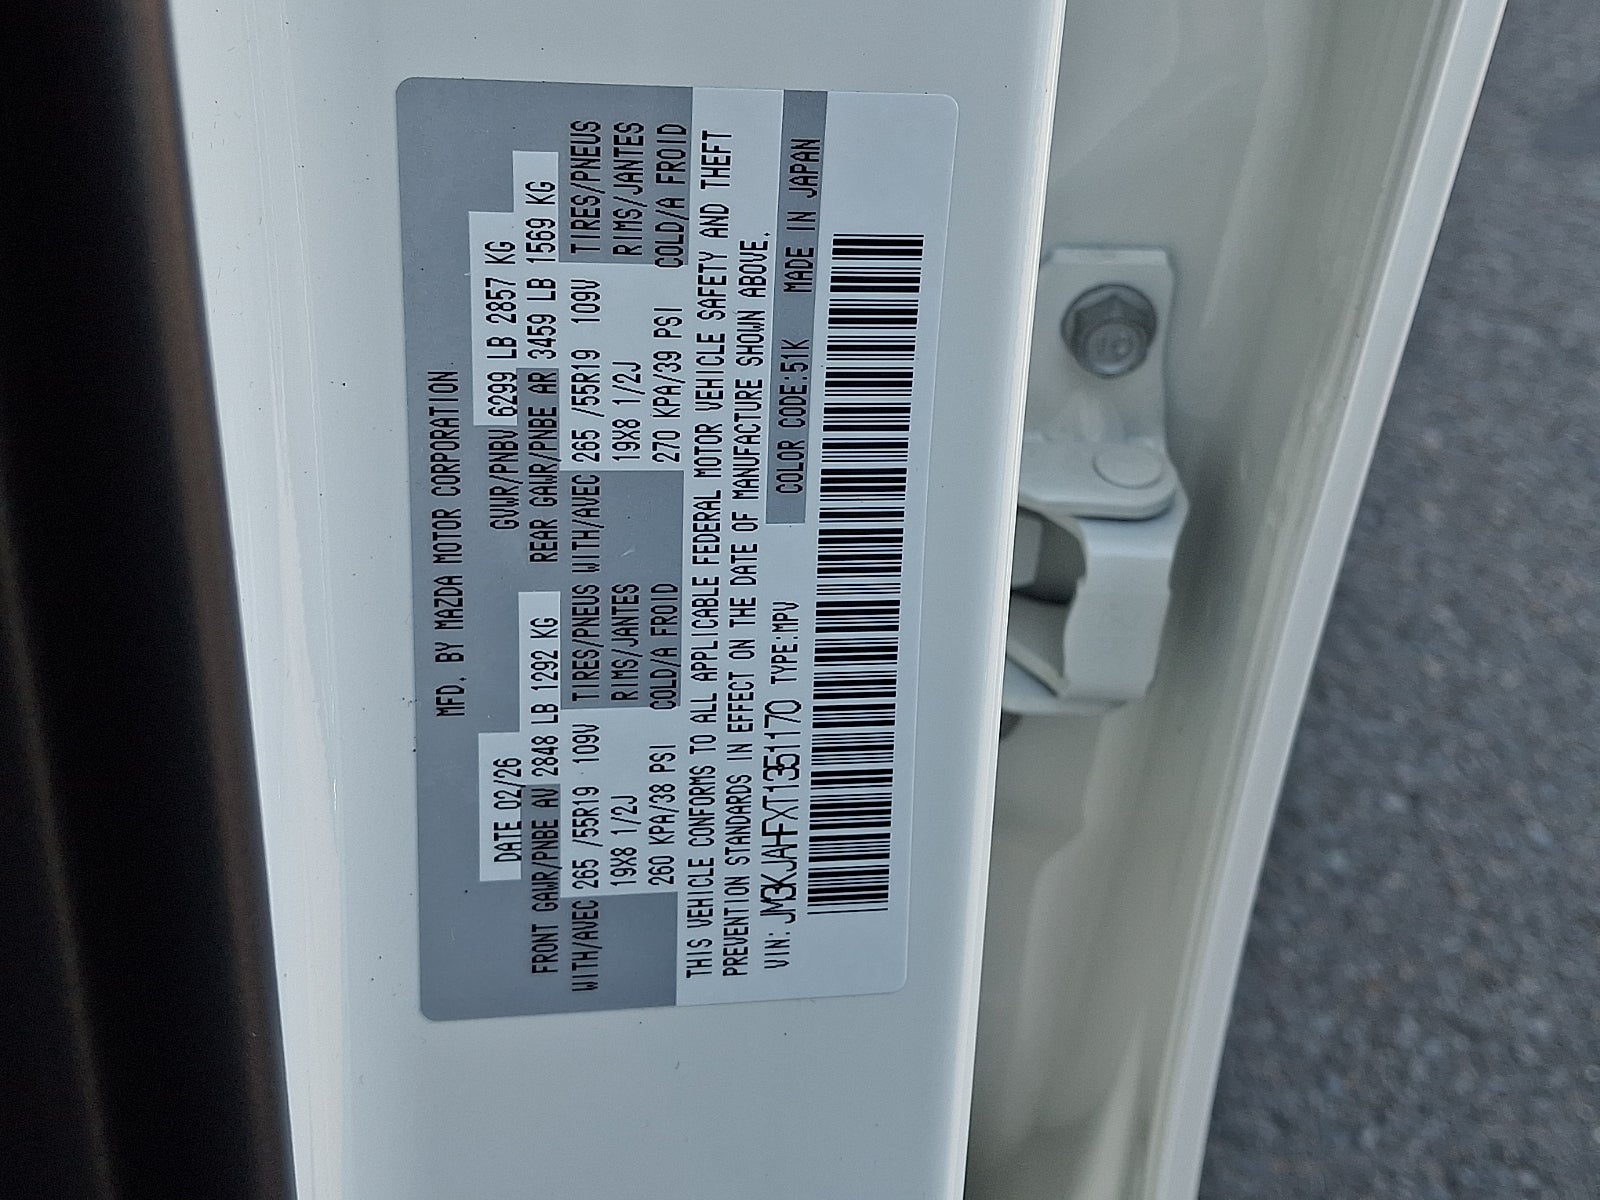 MFD. BY MAZDA MOTOR CORPORATION
DATE 02/26 GVWR/PNBV 6299 LB 2857 KG
FRONT GAWR/PNBE AV 2848 LB 1292 KG REAR GAWR/PNBE AR 3459 LB 1569 KG
WITH/AVEC 265 /55R19 109V TIRES/PNEUS WITH/AVEC 265 /55R19 109V TIRES/PNEUS
19X8 1/2J RIMS/JANTES 19X8 1/2J RIMS/JANTES
260 KPA/38 PSI COLD/A FROID 270 KPA/39 PSI COLD/A FROID
THIS VEHICLE CONFORMS TO ALL APPLICABLE FEDERAL MOTOR VEHICLE SAFETY AND THEFT
PREVENTION STANDARDS IN EFFECT ON THE DATE OF MANUFACTURE SHOWN ABOVE.
VIN: JM3KJAHFXT1351170 TYPE:MPV COLOR CODE:51K MADE IN JAPAN